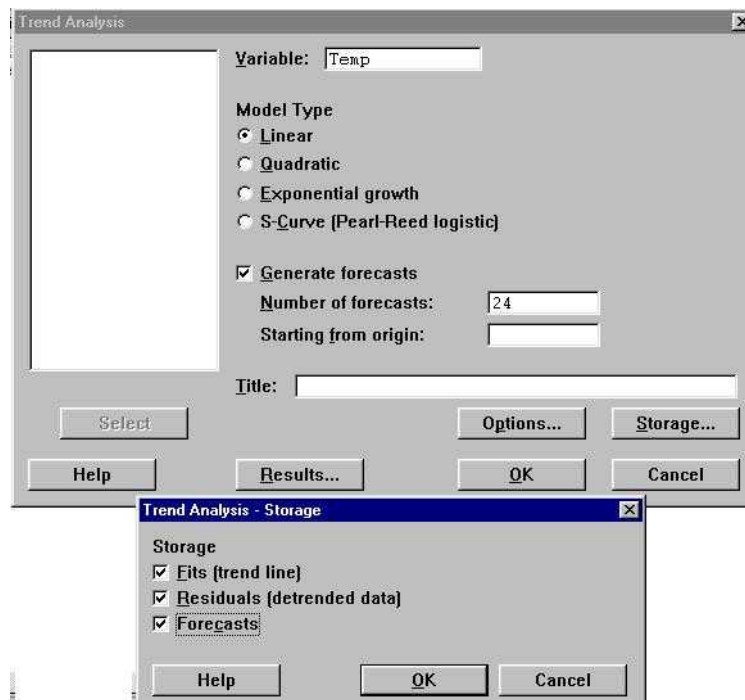 Trend Analysis
Variable: Temp
Model Type
Linear
Quadratic
Exponential growth
S-Curve (Pearl-Reed logistic)
Generate forecasts
Number of forecasts: 24
Starting from origin:
Title:
Select
Options...
Storage...
Help
Results...
OK
Cancel
Trend Analysis - Storage
Storage
Fits (trend line)
Residuals (detrended data)
Forecasts
Help
OK
Cancel